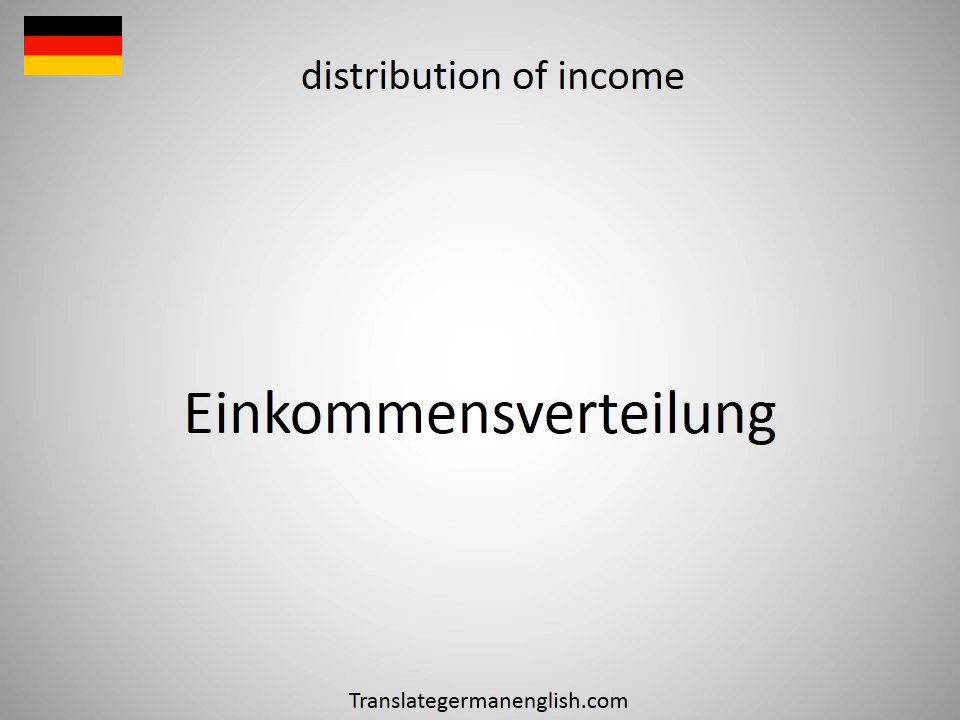 distribution of income
Einkommensverteilung
Translategermanenglish.com